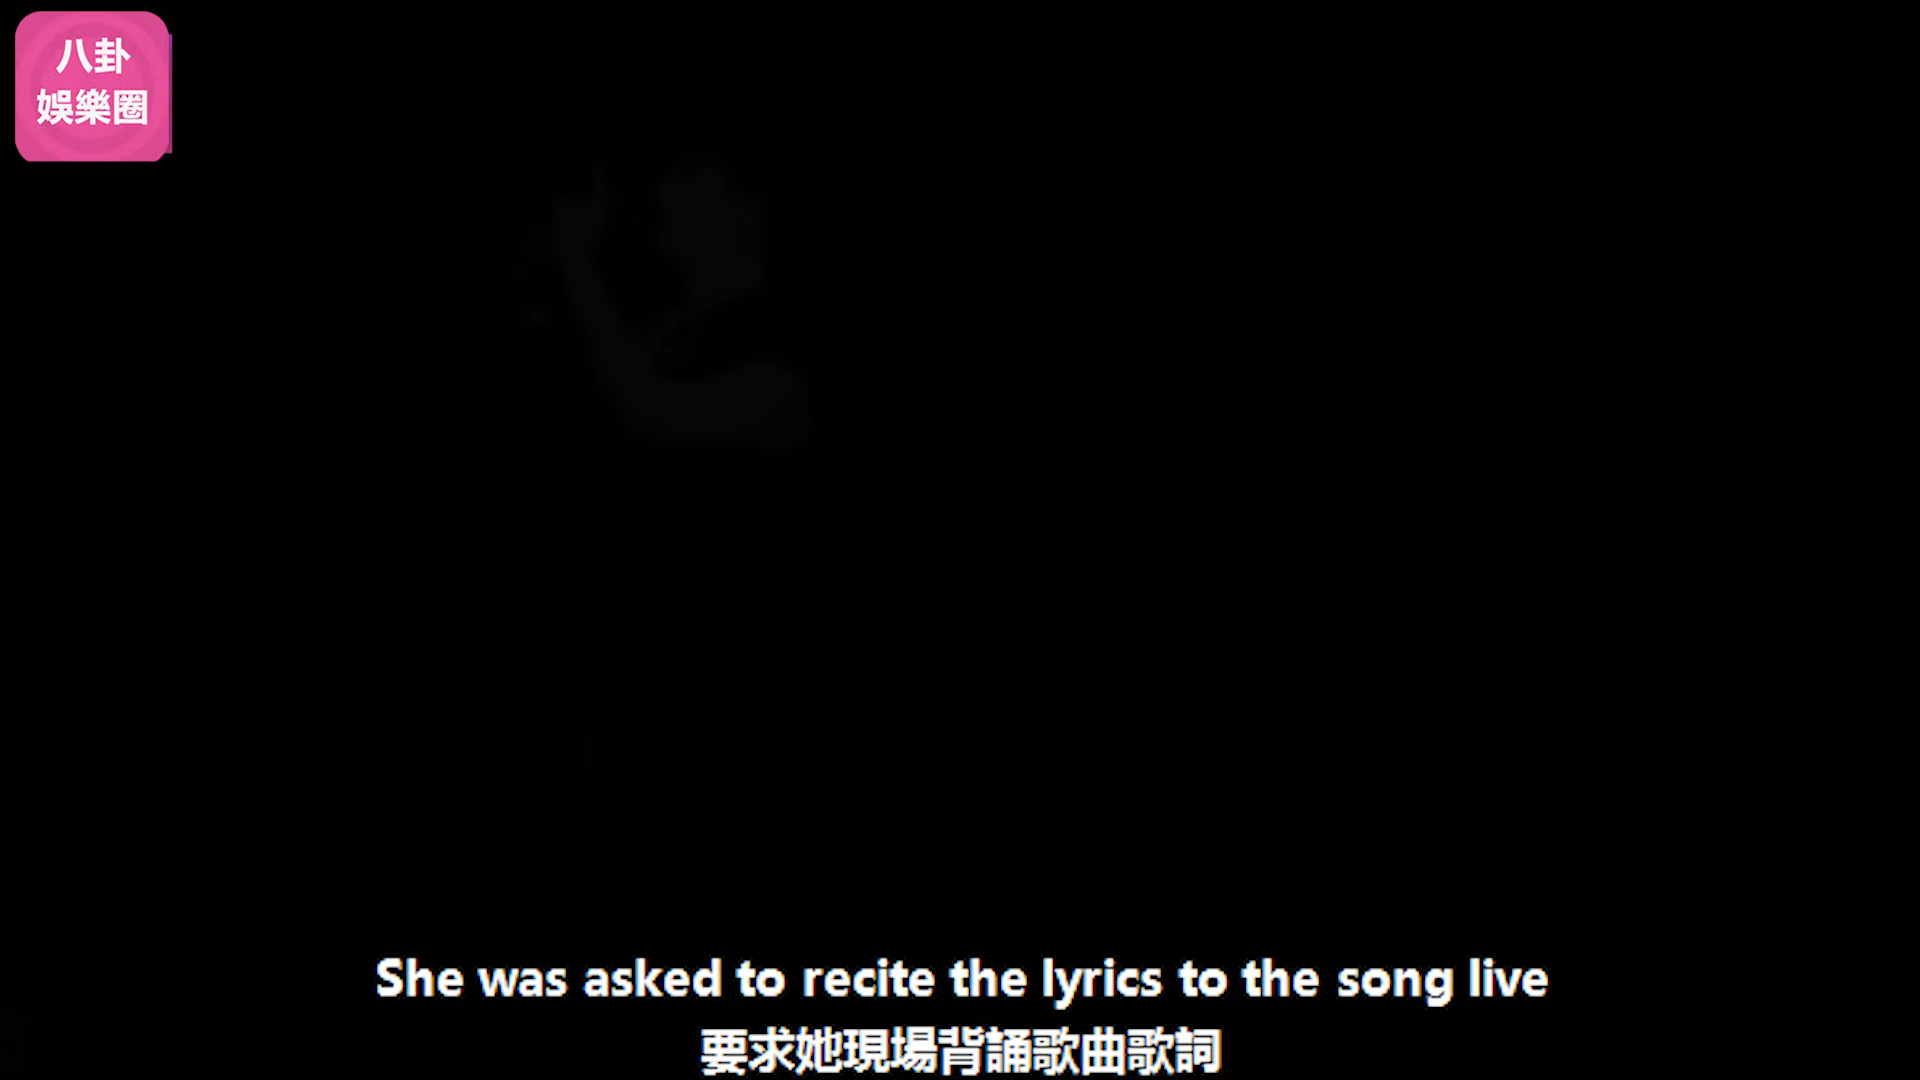 八卦
娛樂圈
She was asked to recite the lyrics to the song live
要求她現場背誦歌曲歌詞